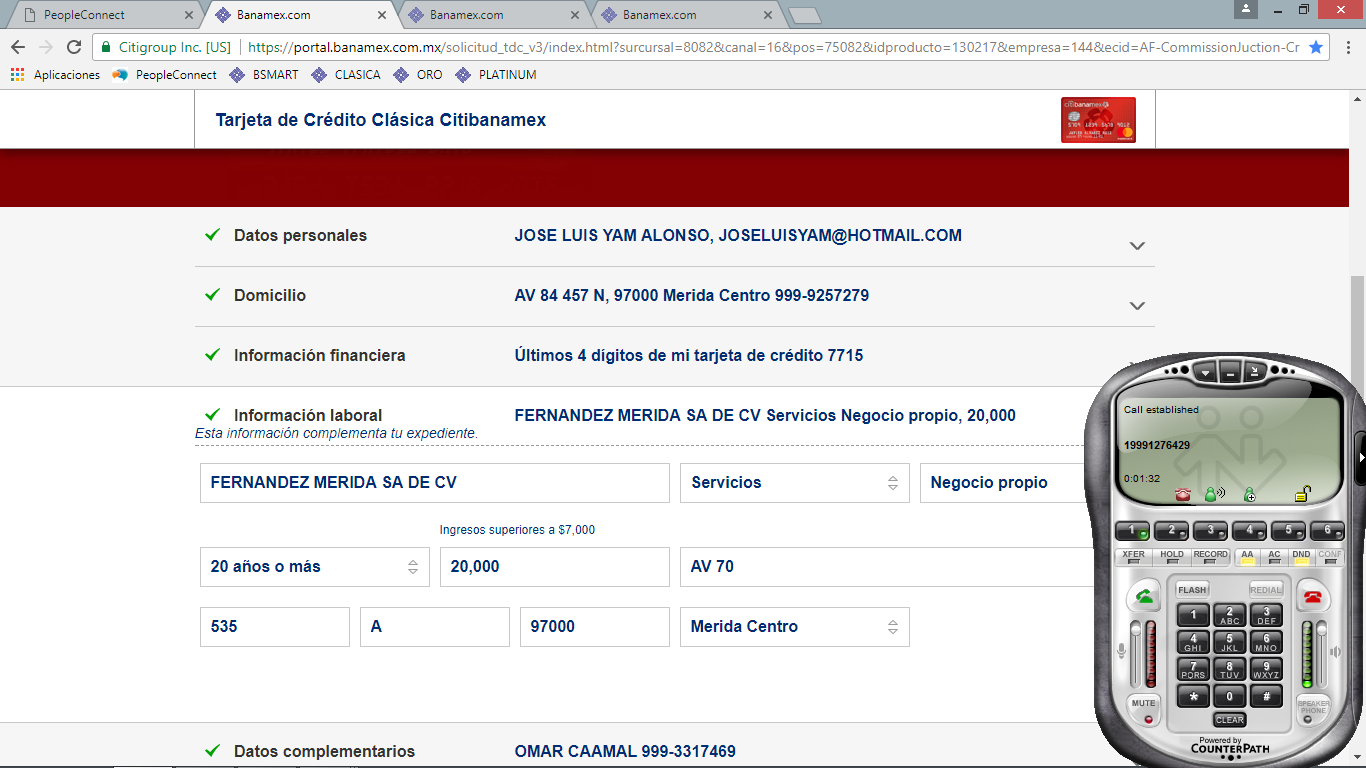 PeopleConnect
Banamex.com
Banamex.com
Banamex.com
Citigroup Inc. [US] https://portal.banamex.com.mx/solicitud_tdc_v3/index.html?surcursal=8082&canal=16&pos=75082&idproducto=130217&empresa=144&ecid=AF-CommissionJuction-Cr
Aplicaciones PeopleConnect BSMART CLASICA ORO PLATINUM
Tarjeta de Crédito Clásica Citibanamex
citibanamex
Datos personales JOSE LUIS YAM ALONSO, JOSELUISYAM@HOTMAIL.COM
Domicilio AV 84 457 N, 97000 Merida Centro 999-9257279
Información financiera Últimos 4 dígitos de mi tarjeta de crédito 7715
Información laboral FERNANDEZ MERIDA SA DE CV Servicios Negocio propio, 20,000
Esta información complementa tu expediente.
FERNANDEZ MERIDA SA DE CV Servicios Negocio propio
Ingresos superiores a $7,000
20 años o más 20,000 AV 70
535 A 97000 Merida Centro
Datos complementarios OMAR CAAMAL 999-3317469
Call established
19991276429
0:01:32
1 2 3 4 5 6
XFER HOLD RECORD AA AC DND CONF
FLASH REDIAL
1 2 ABC 3 DEF
4 GHI 5 JKL 6 MNO
7 PQRS 8 TUV 9 WXYZ
* 0 #
MUTE SPEAKER PHONE
CLEAR
Powered by
COUNTERPATH